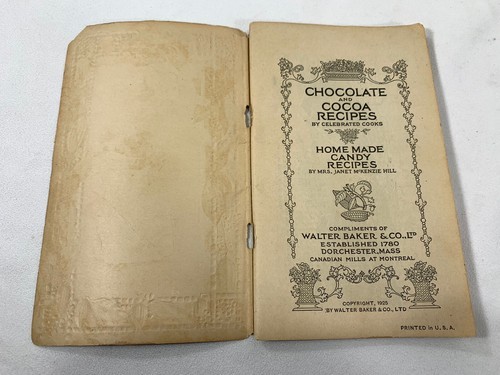 CHOCOLATE
AND
COCOA
RECIPES
BY CELEBRATED COOKS
HOME MADE
CANDY
RECIPES
BY MRS. JANET McKENZIE HILL
COMPLIMENTS OF
WALTER BAKER & CO., LTD
ESTABLISHED 1780
DORCHESTER, MASS
CANADIAN MILLS AT MONTREAL
COPYRIGHT, 1925
BY WALTER BAKER & CO., LTD
PRINTED in U. S. A.